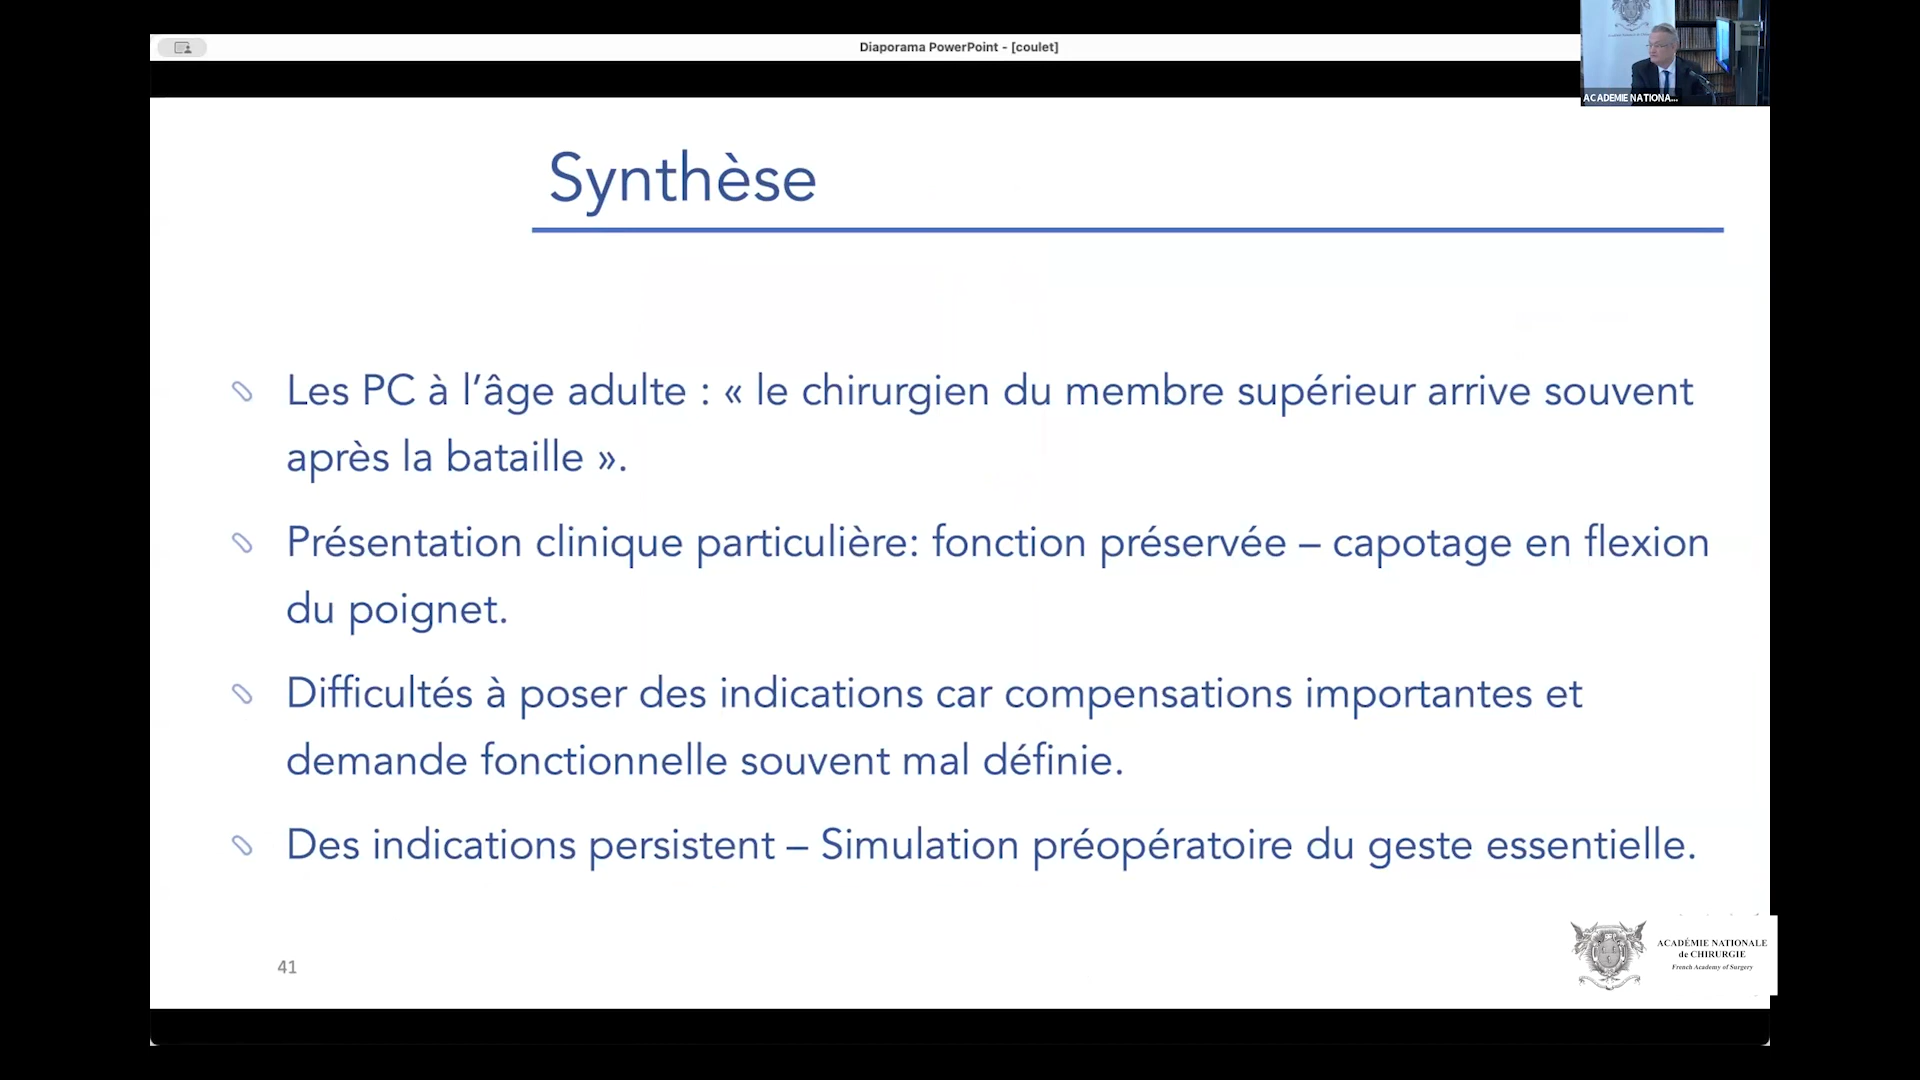 Diaporama PowerPoint - [coulet]
ACADEMIE NATIONA...
Synthèse
Les PC à l’âge adulte : « le chirurgien du membre supérieur arrive souvent
après la bataille ».
Présentation clinique particulière: fonction préservée – capotage en flexion
du poignet.
Difficultés à poser des indications car compensations importantes et
demande fonctionnelle souvent mal définie.
Des indications persistent – Simulation préopératoire du geste essentielle.
41
ACADÉMIE NATIONALE
de CHIRURGIE
French Academy of Surgery